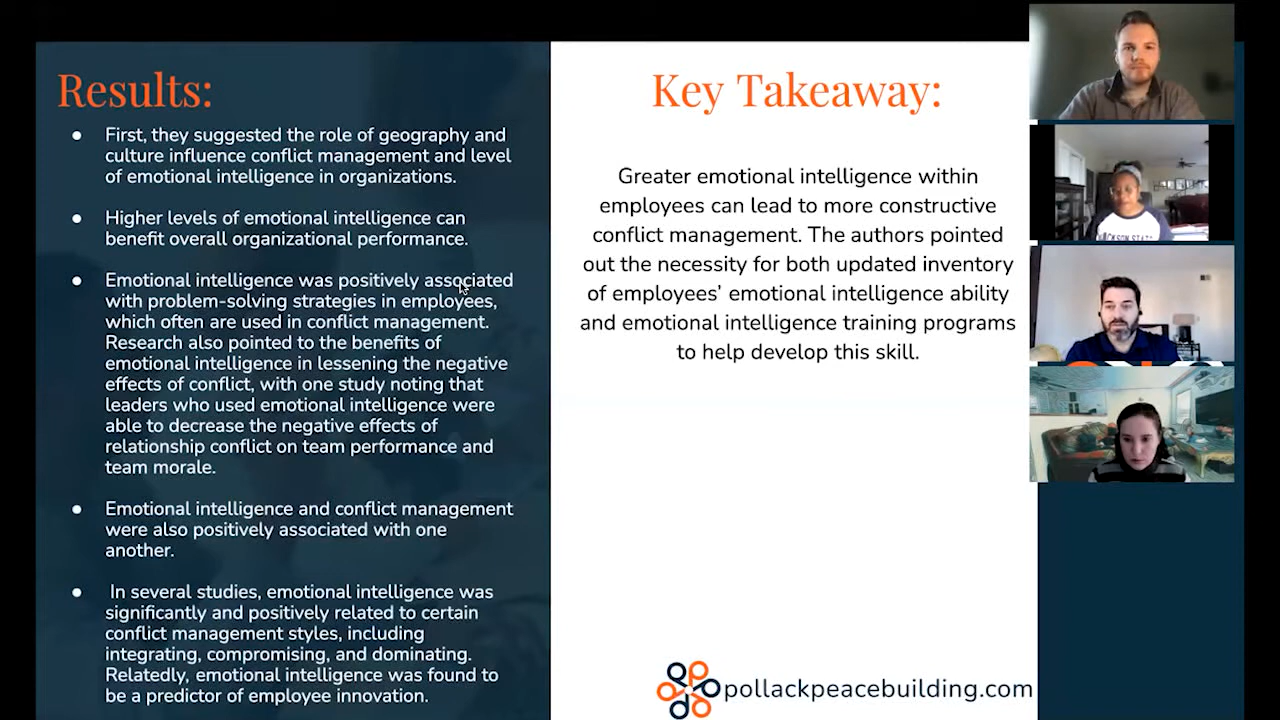 Results:
● First, they suggested the role of geography and
culture influence conflict management and level
of emotional intelligence in organizations.
● Higher levels of emotional intelligence can
benefit overall organizational performance.
● Emotional intelligence was positively associated
with problem-solving strategies in employees,
which often are used in conflict management.
Research also pointed to the benefits of
emotional intelligence in lessening the negative
effects of conflict, with one study noting that
leaders who used emotional intelligence were
able to decrease the negative effects of
relationship conflict on team performance and
team morale.
● Emotional intelligence and conflict management
were also positively associated with one
another.
● In several studies, emotional intelligence was
significantly and positively related to certain
conflict management styles, including
integrating, compromising, and dominating.
Relatedly, emotional intelligence was found to
be a predictor of employee innovation.
Key Takeaway:
Greater emotional intelligence within
employees can lead to more constructive
conflict management. The authors pointed
out the necessity for both updated inventory
of employees’ emotional intelligence ability
and emotional intelligence training programs
to help develop this skill.
pollackpeacebuilding.com